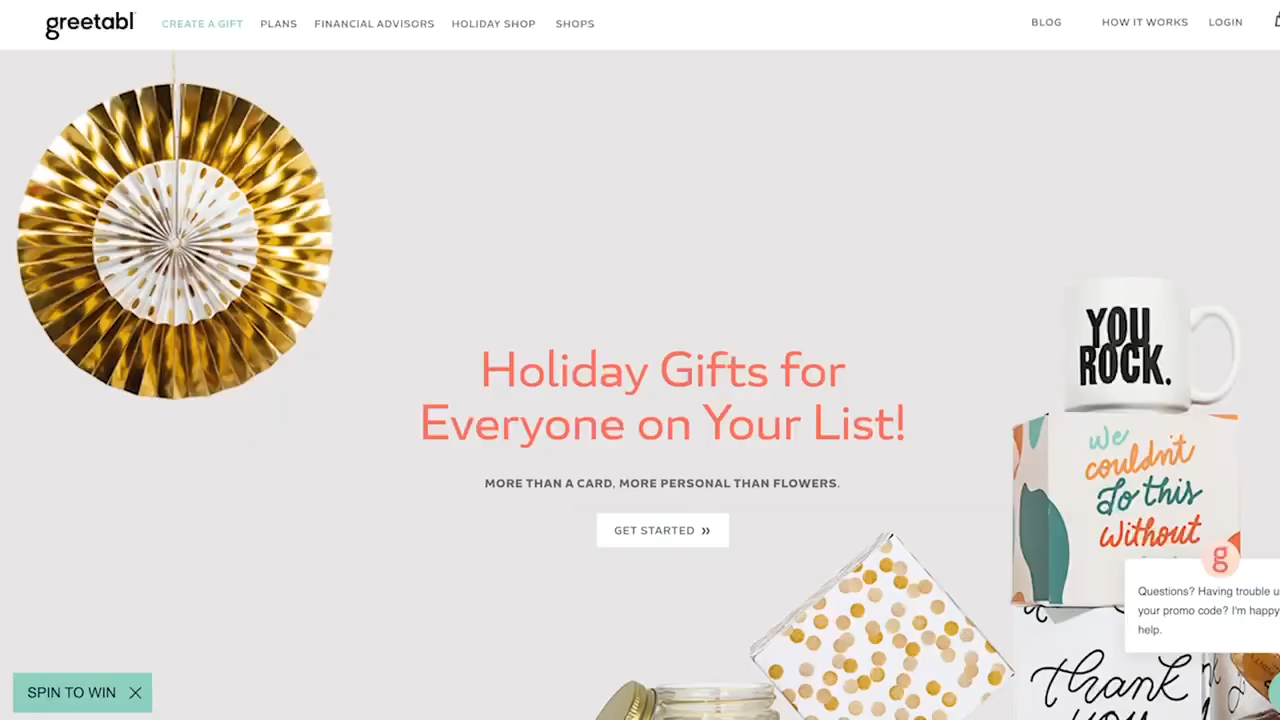 greetabl
CREATE A GIFT PLANS FINANCIAL ADVISORS HOLIDAY SHOP SHOPS BLOG HOW IT WORKS LOGIN
YOU
ROCK.
Holiday Gifts for
Everyone on Your List!
MORE THAN A CARD, MORE PERSONAL THAN FLOWERS.
GET STARTED »
we
couldn't
do this
without
g
Questions? Having trouble
your promo code? I'm happy
help.
thank
you
SPIN TO WIN